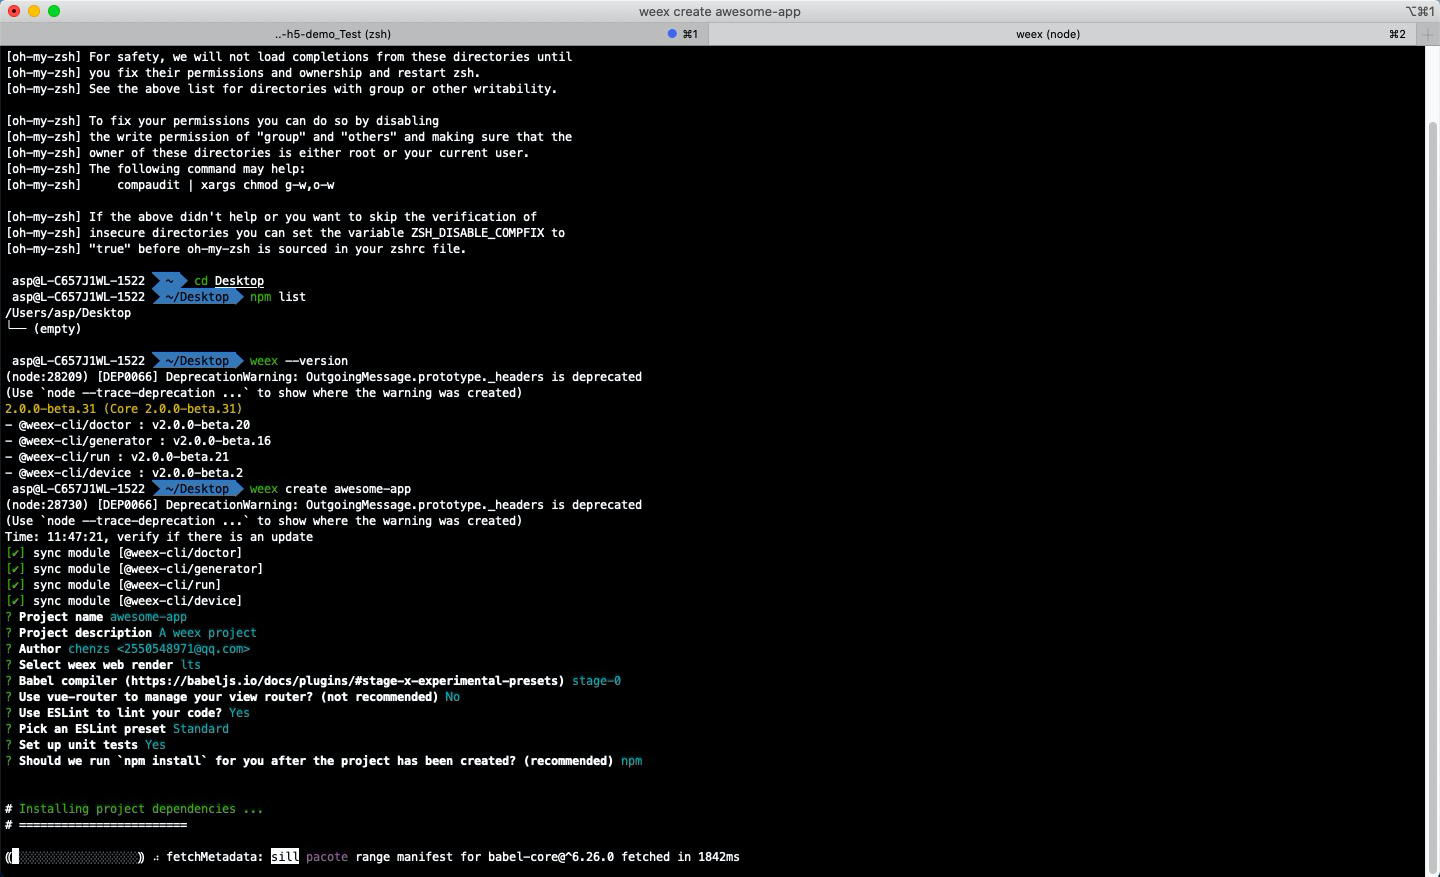 weex create awesome-app
⌥⌘1
..-h5-demo_Test (zsh)
⌘1
weex (node)
⌘2
[oh-my-zsh] For safety, we will not load completions from these directories until
[oh-my-zsh] you fix their permissions and ownership and restart zsh.
[oh-my-zsh] See the above list for directories with group or other writability.
[oh-my-zsh] To fix your permissions you can do so by disabling
[oh-my-zsh] the write permission of "group" and "others" and making sure that the
[oh-my-zsh] owner of these directories is either root or your current user.
[oh-my-zsh] The following command may help:
[oh-my-zsh]     compaudit | xargs chmod g-w,o-w
[oh-my-zsh] If the above didn't help or you want to skip the verification of
[oh-my-zsh] insecure directories you can set the variable ZSH_DISABLE_COMPFIX to
[oh-my-zsh] "true" before oh-my-zsh is sourced in your zshrc file.
asp@L-C657J1WL-1522 ~ cd Desktop
asp@L-C657J1WL-1522 ~/Desktop npm list
/Users/asp/Desktop
└── (empty)
asp@L-C657J1WL-1522 ~/Desktop weex --version
(node:28209) [DEP0066] DeprecationWarning: OutgoingMessage.prototype._headers is deprecated
(Use `node --trace-deprecation ...` to show where the warning was created)
2.0.0-beta.31 (Core 2.0.0-beta.31)
- @weex-cli/doctor : v2.0.0-beta.20
- @weex-cli/generator : v2.0.0-beta.16
- @weex-cli/run : v2.0.0-beta.21
- @weex-cli/device : v2.0.0-beta.2
asp@L-C657J1WL-1522 ~/Desktop weex create awesome-app
(node:28730) [DEP0066] DeprecationWarning: OutgoingMessage.prototype._headers is deprecated
(Use `node --trace-deprecation ...` to show where the warning was created)
Time: 11:47:21, verify if there is an update
[✔] sync module [@weex-cli/doctor]
[✔] sync module [@weex-cli/generator]
[✔] sync module [@weex-cli/run]
[✔] sync module [@weex-cli/device]
? Project name awesome-app
? Project description A weex project
? Author chenzs <2550548971@qq.com>
? Select weex web render lts
? Babel compiler (https://babeljs.io/docs/plugins/#stage-x-experimental-presets) stage-0
? Use vue-router to manage your view router? (not recommended) No
? Use ESLint to lint your code? Yes
? Pick an ESLint preset Standard
? Set up unit tests Yes
? Should we run `npm install` for you after the project has been created? (recommended) npm
# Installing project dependencies ...
# ========================
fetchMetadata: sill pacote range manifest for babel-core@^6.26.0 fetched in 1842ms